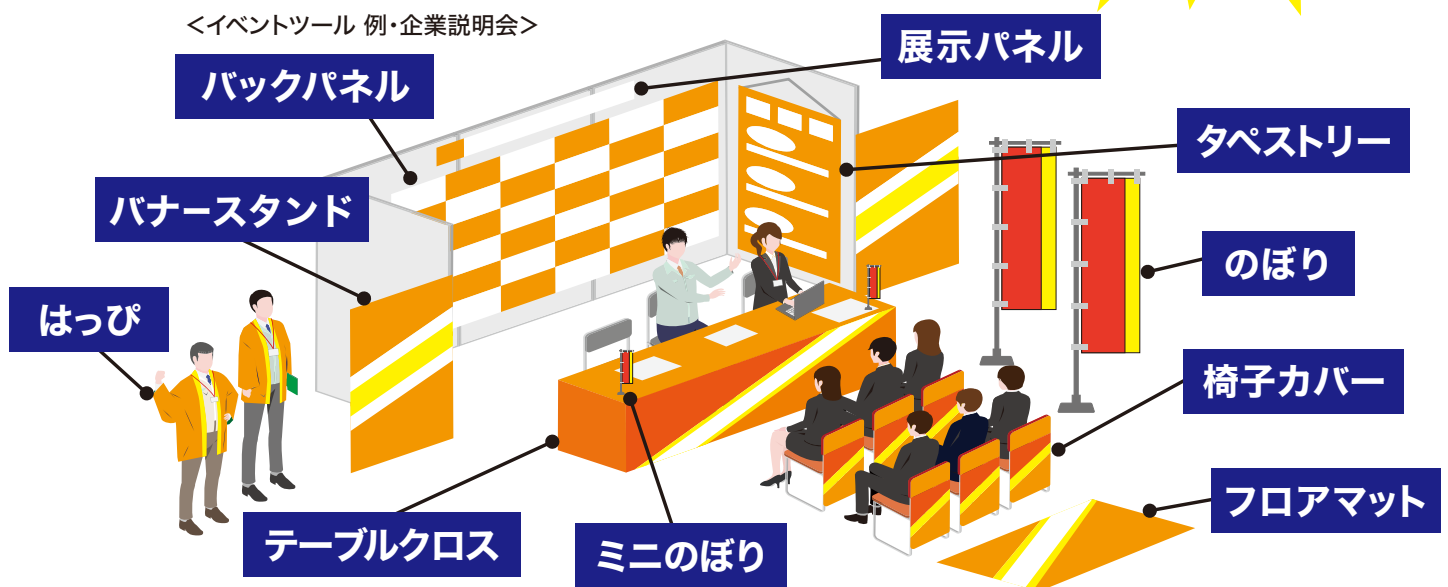 <イベントツール 例・企業説明会>
展示パネル
バックパネル
タペストリー
バナースタンド
のぼり
はっぴ
椅子カバー
フロアマット
テーブルクロス
ミニのぼり